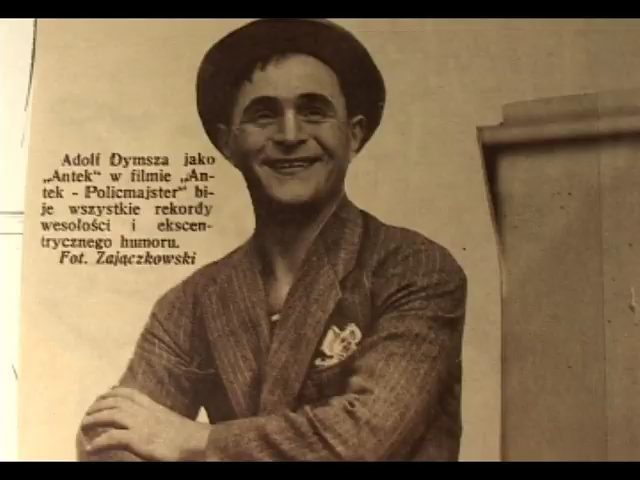 Adolf Dymsza jako
„Antek“ w filmie „An-
tek - Policmajster“ bi-
je wszystkie rekordy
wesołości i ekscen-
trycznego humoru.
Fot. Zajączkowski